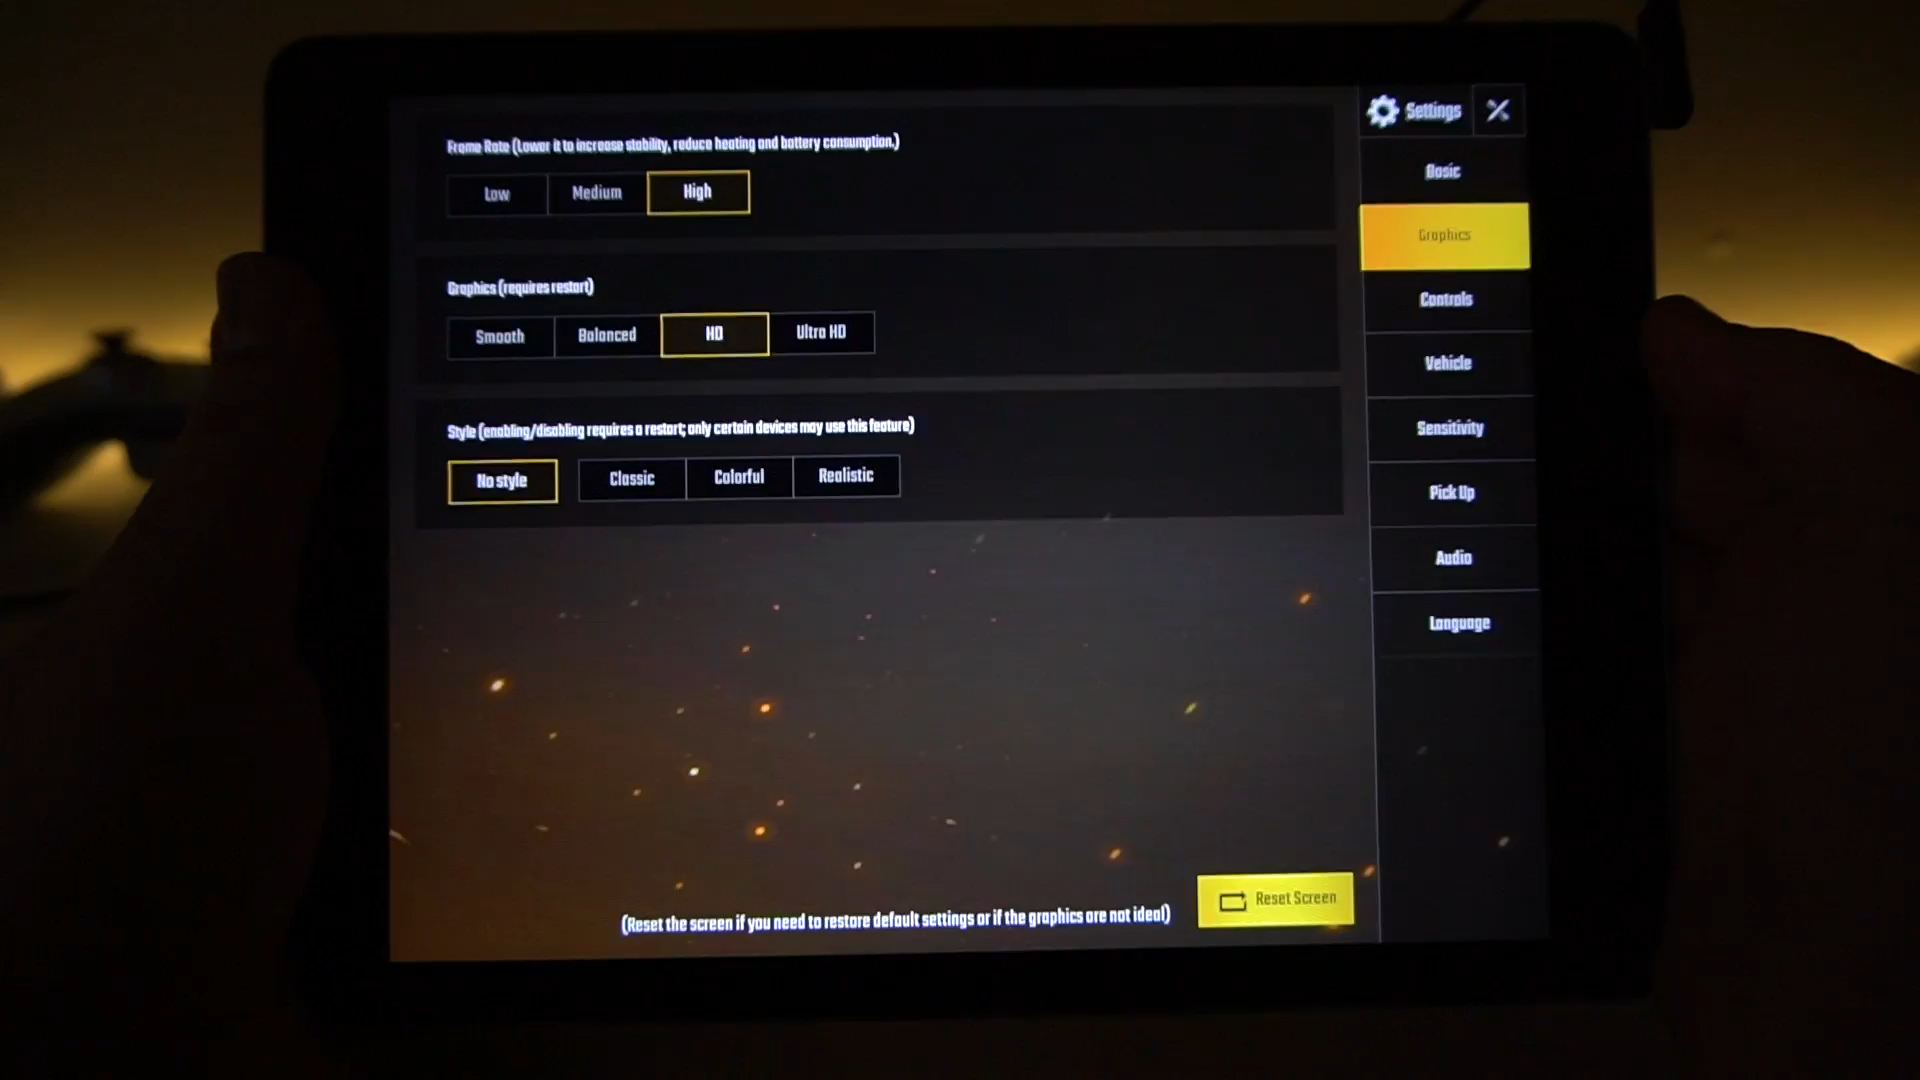 Frame Rate (Lower it to increase stability, reduce heating and battery consumption.)
Low Medium High
Graphics (requires restart)
Smooth Balanced HD Ultra HD
Style (enabling/disabling requires a restart; only certain devices may use this feature)
No style Classic Colorful Realistic
(Reset the screen if you need to restore default settings or if the graphics are not ideal)
Reset Screen
Settings
Basic
Graphics
Controls
Vehicle
Sensitivity
Pick Up
Audio
Language